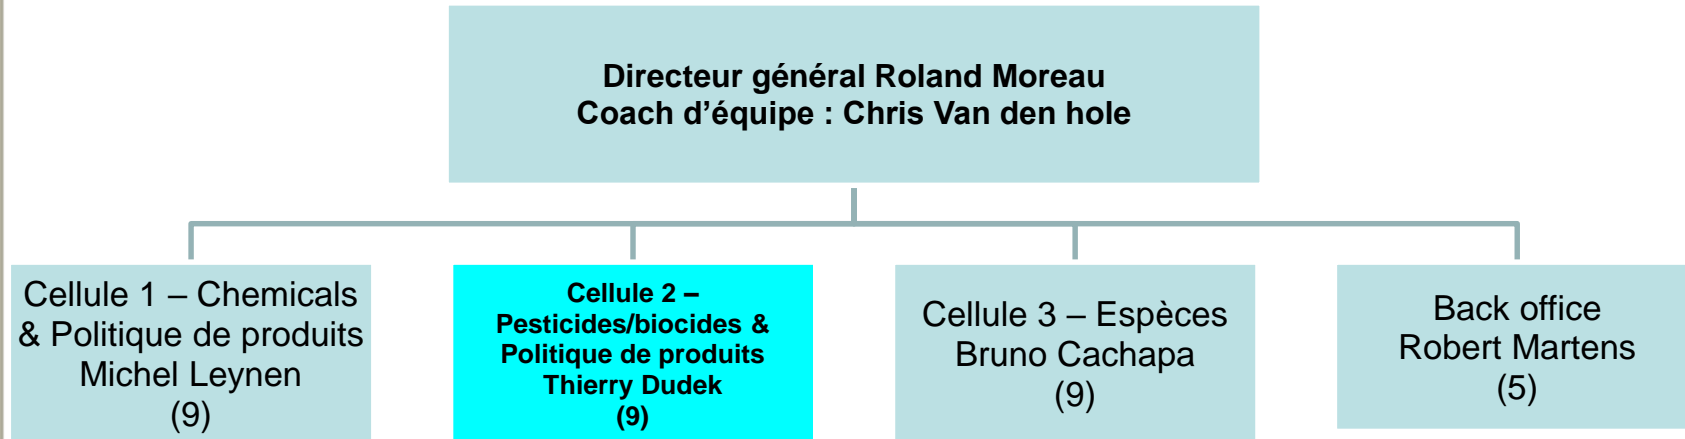 Directeur général Roland Moreau
Coach d’équipe : Chris Van den hole
Cellule 1 – Chemicals
& Politique de produits
Michel Leynen
(9)
Cellule 2 –
Pesticides/biocides &
Politique de produits
Thierry Dudek
(9)
Cellule 3 – Espèces
Bruno Cachapa
(9)
Back office
Robert Martens
(5)